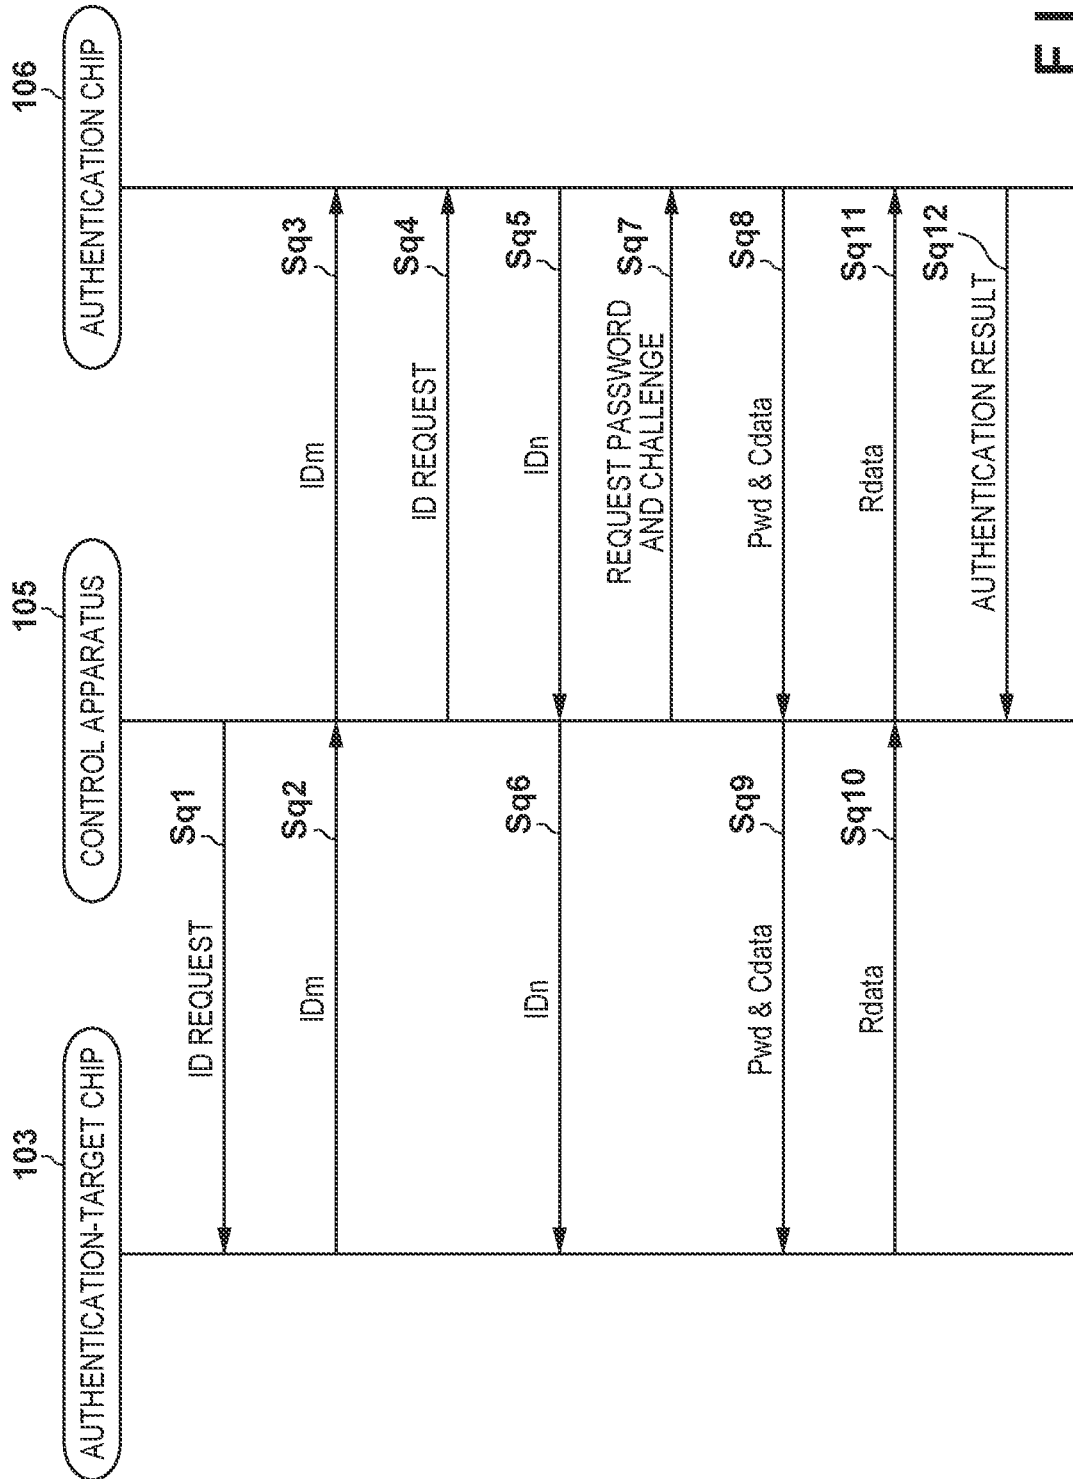 103
AUTHENTICATION-TARGET CHIP
105
CONTROL APPARATUS
106
AUTHENTICATION CHIP
Sq1
ID REQUEST
Sq2
IDm
Sq3
IDm
Sq4
ID REQUEST
Sq5
IDn
Sq6
IDn
Sq7
REQUEST PASSWORD
AND CHALLENGE
Sq8
Pwd & Cdata
Sq9
Pwd & Cdata
Sq10
Rdata
Sq11
Rdata
Sq12
AUTHENTICATION RESULT